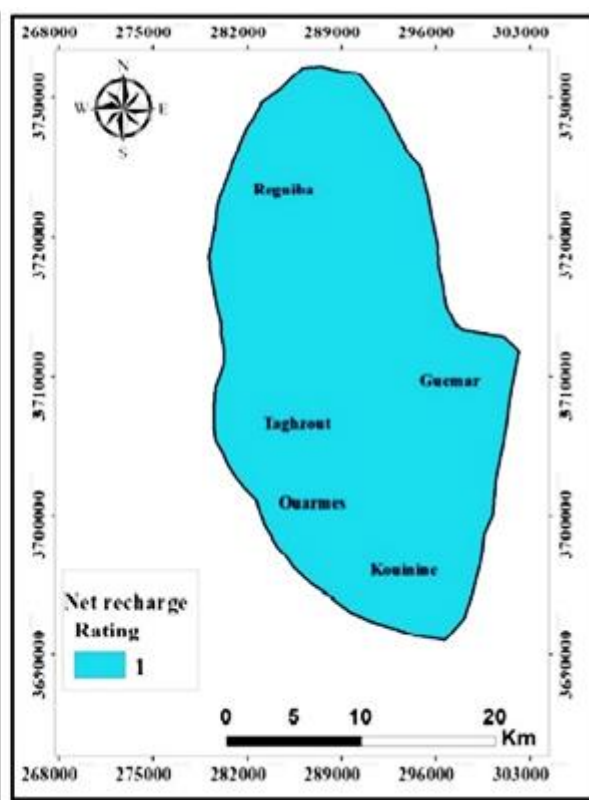 268000 275000 282000 289000 296000 303000
N
W E
S
3730000 3730000
Reguiba
3720000 3720000
Guemar
3710000 3710000
Taghzout
Ouarmes
3700000 3700000
Kouinine
Net recharge
Rating
1
3690000 3690000
0 5 10 20
Km
268000 275000 282000 289000 296000 303000